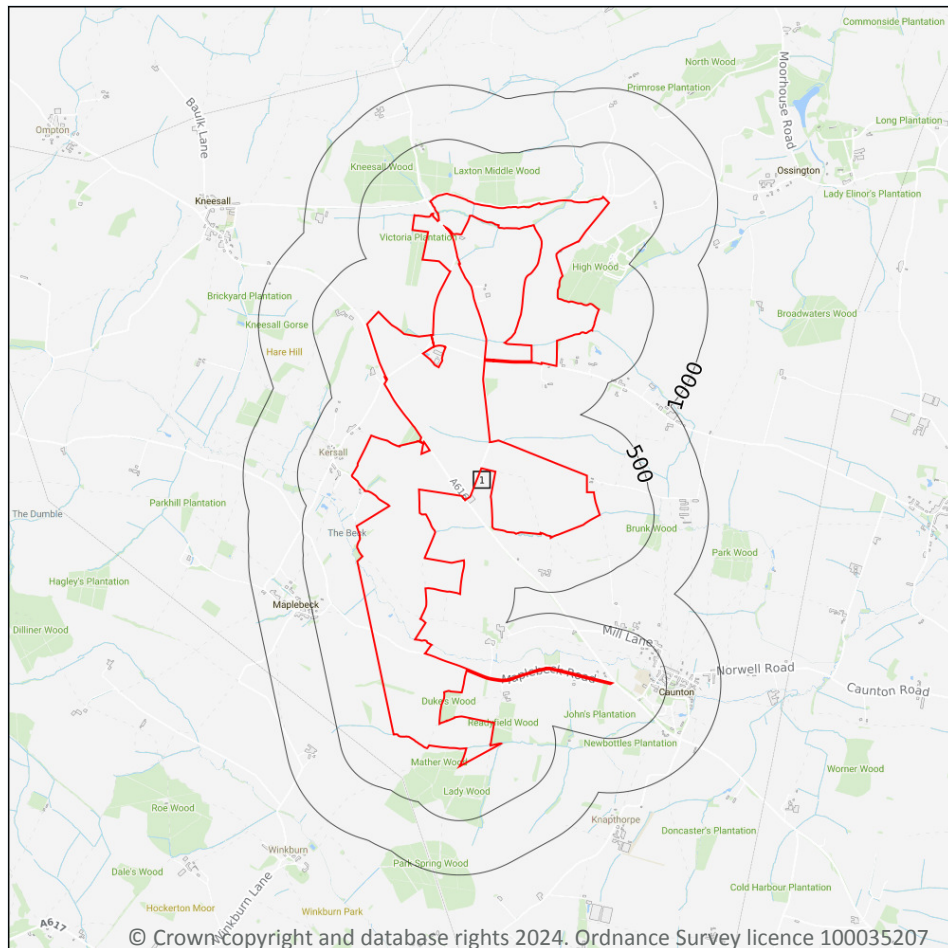 Commonside Plantation
North Wood
Primrose Plantation
Moorhouse Road
Long Plantation
Baulk Lane
Ompton
Kneesall Wood
Laxton Middle Wood
Ossington
Lady Elinor's Plantation
Kneesall
Victoria Plantation
High Wood
Brickyard Plantation
Broadwaters Wood
Kneesall Gorse
Hare Hill
1000
Kersall
500
1
A616
Parkhill Plantation
The Dumble
The Beck
Brunk Wood
Park Wood
Hagley's Plantation
Maplebeck
Dilliner Wood
Mill Lane
Maplebeck Road
Norwell Road
Caunton
Caunton Road
Duke's Wood
Readyfield Wood
John's Plantation
Newbottles Plantation
Mather Wood
Worner Wood
Lady Wood
Roe Wood
Knapthorpe
Doncaster's Plantation
Winkburn
Park Spring Wood
Dale's Wood
Cold Harbour Plantation
Hockerton Moor
Winkburn Lane
Winkburn Park
A617
© Crown copyright and database rights 2024. Ordnance Survey licence 100035207